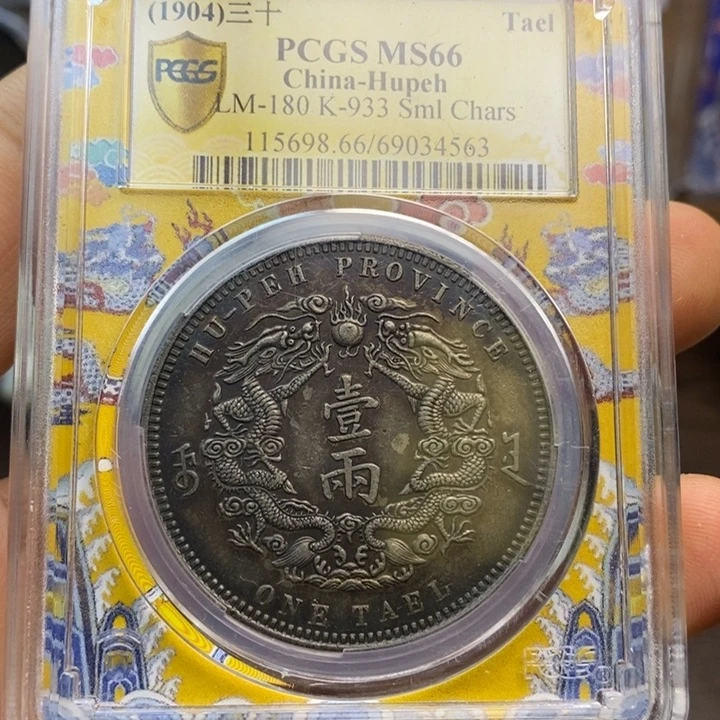 (1904)三十 Tael
PCGS MS66
China-Hupeh
LM-180 K-933 Sml Chars
115698.66/69034563
PCGS
HU-PEH PROVINCE
壹
兩
ONE TAEL
PCGS